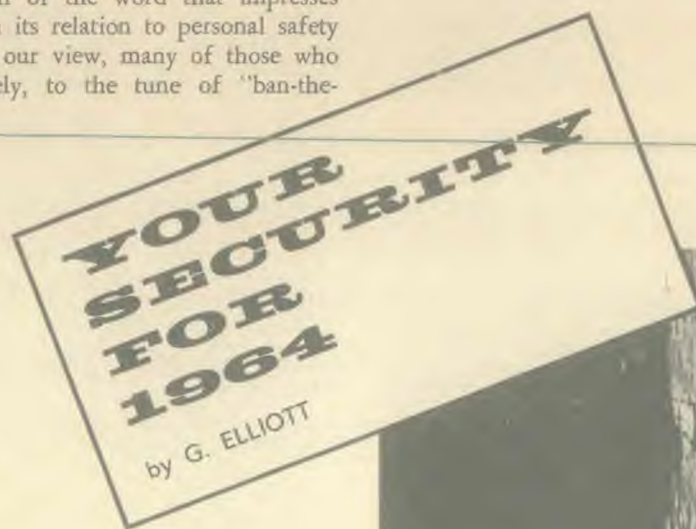 of the word that impresses
its relation to personal safety
our view, many of those who
to the tune of "ban-the-
YOUR
SECURITY
FOR
1964
by G. ELLIOTT